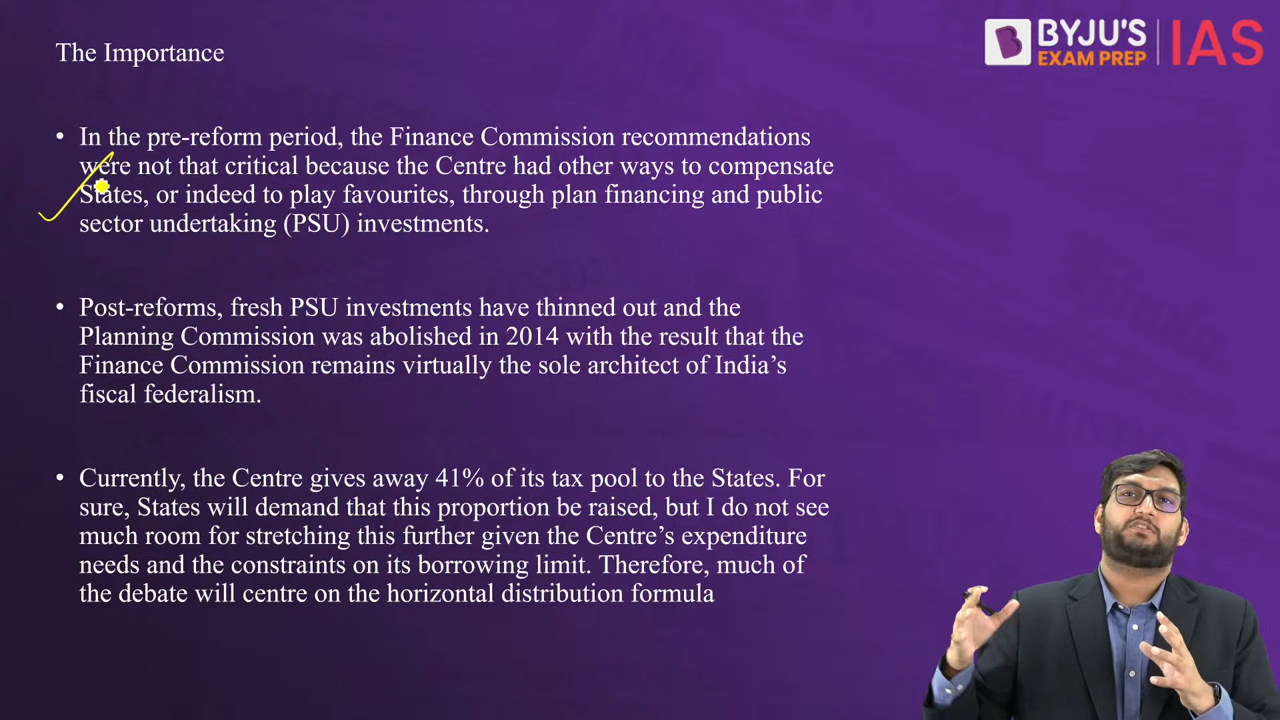 The Importance
BYJU'S
EXAM PREP
IAS
• In the pre-reform period, the Finance Commission recommendations
were not that critical because the Centre had other ways to compensate
States, or indeed to play favourites, through plan financing and public
sector undertaking (PSU) investments.
• Post-reforms, fresh PSU investments have thinned out and the
Planning Commission was abolished in 2014 with the result that the
Finance Commission remains virtually the sole architect of India’s
fiscal federalism.
• Currently, the Centre gives away 41% of its tax pool to the States. For
sure, States will demand that this proportion be raised, but I do not see
much room for stretching this further given the Centre’s expenditure
needs and the constraints on its borrowing limit. Therefore, much of
the debate will centre on the horizontal distribution formula